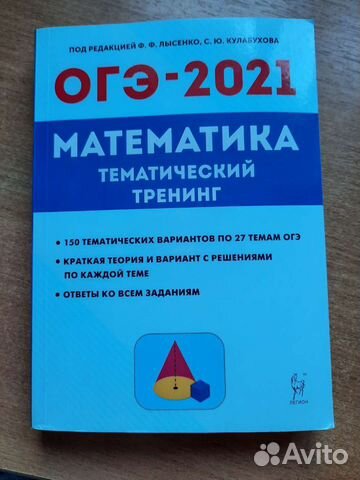 ПОД РЕДАКЦИЕЙ Ф. Ф. ЛЫСЕНКО, С. Ю. КУЛАБУХОВА
ОГЭ-2021
МАТЕМАТИКА
ТЕМАТИЧЕСКИЙ
ТРЕНИНГ
• 150 ТЕМАТИЧЕСКИХ ВАРИАНТОВ ПО 27 ТЕМАМ ОГЭ
• КРАТКАЯ ТЕОРИЯ И ВАРИАНТ С РЕШЕНИЯМИ
ПО КАЖДОЙ ТЕМЕ
• ОТВЕТЫ КО ВСЕМ ЗАДАНИЯМ
ЛЕГИОН
Avito